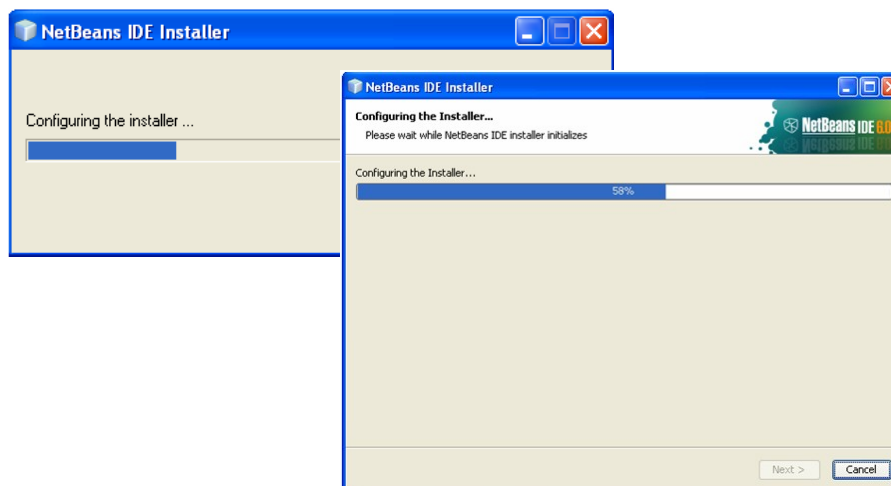 NetBeans IDE Installer
Configuring the installer ...
NetBeans IDE Installer
Configuring the Installer...
Please wait while NetBeans IDE installer initializes
NetBeans IDE 6.0
Configuring the Installer...
58%
Next >
Cancel